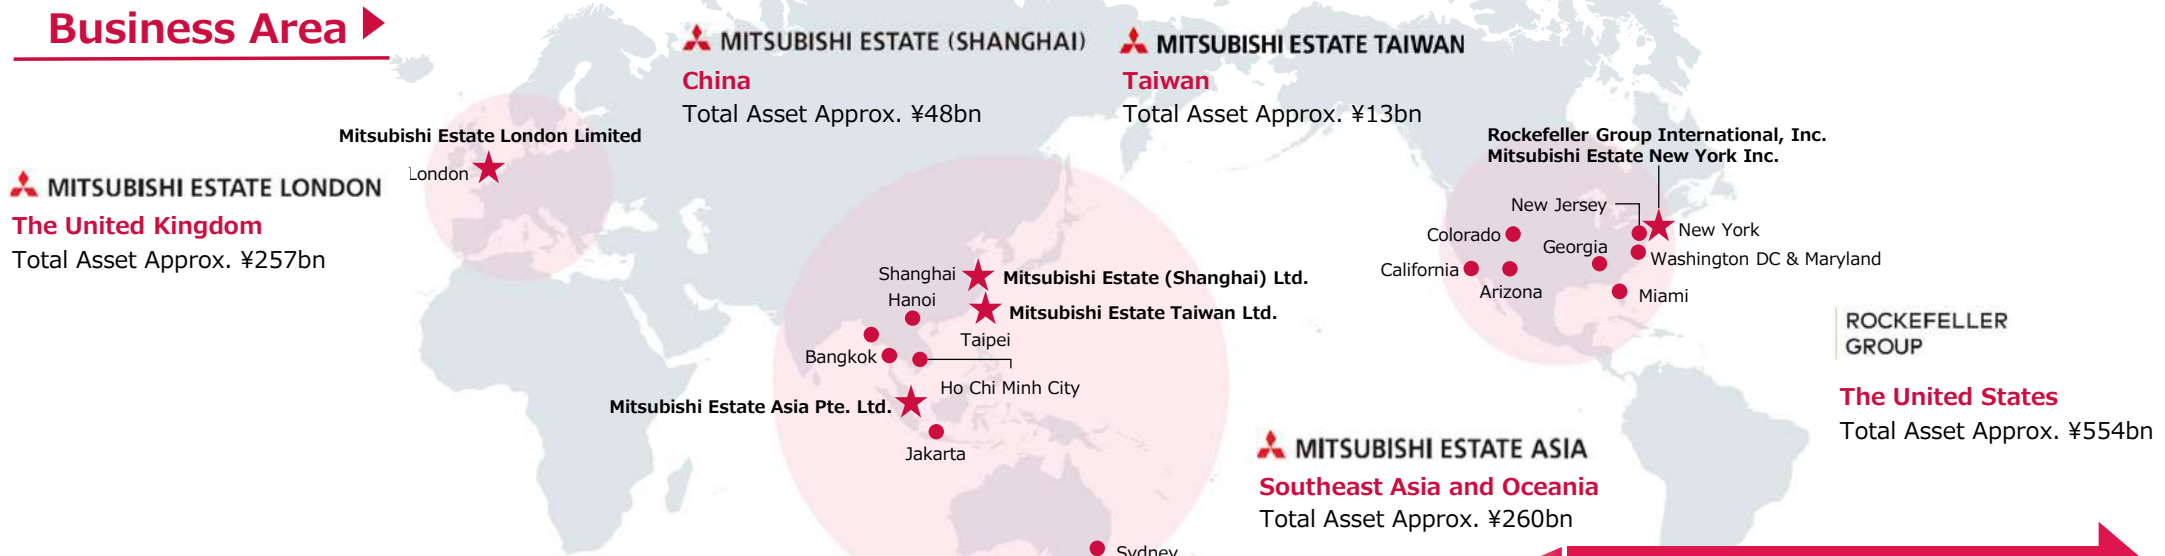 Business Area
MITSUBISHI ESTATE (SHANGHAI)
China
Total Asset Approx. ¥48bn
MITSUBISHI ESTATE TAIWAN
Taiwan
Total Asset Approx. ¥13bn
Mitsubishi Estate London Limited
London
MITSUBISHI ESTATE LONDON
The United Kingdom
Total Asset Approx. ¥257bn
Rockefeller Group International, Inc.
Mitsubishi Estate New York Inc.
New Jersey
New York
Colorado
Georgia
Washington DC & Maryland
California
Arizona
Miami
Shanghai
Mitsubishi Estate (Shanghai) Ltd.
Hanoi
Mitsubishi Estate Taiwan Ltd.
Taipei
Bangkok
Ho Chi Minh City
Mitsubishi Estate Asia Pte. Ltd.
Jakarta
ROCKEFELLER
GROUP
The United States
Total Asset Approx. ¥554bn
MITSUBISHI ESTATE ASIA
Southeast Asia and Oceania
Total Asset Approx. ¥260bn
Sydney